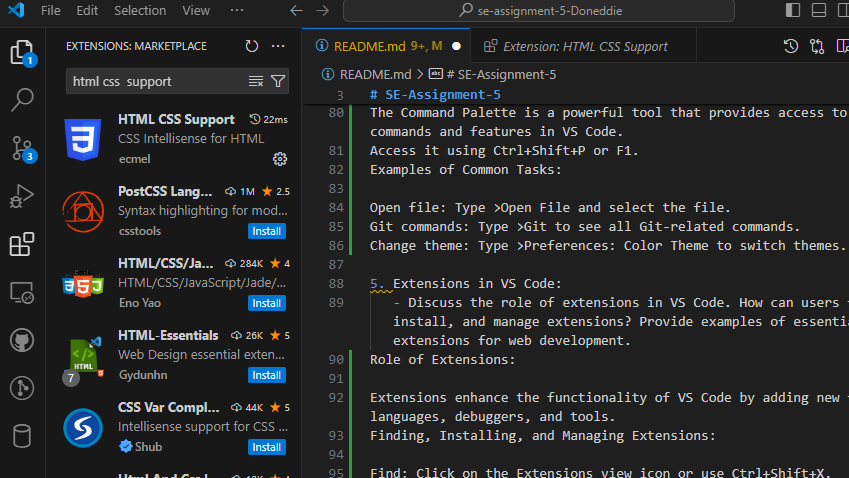 File Edit Selection View ··· se-assignment-5-Doneddie
EXTENSIONS: MARKETPLACE
html css support
HTML CSS Support 22ms
CSS Intellisense for HTML
ecmel
PostCSS Lang... 1M 2.5
Syntax highlighting for mod...
csstools Install
HTML/CSS/Ja... 284K 4
HTML/CSS/JavaScript/Jade/...
Eno Yao Install
HTML-Essentials 26K 5
Web Design essential exten...
Gydunhn Install
HTML
7
CSS Var Compl... 44K 5
Intellisense support for CSS ...
Shub Install
1
3
README.md 9+, M Extension: HTML CSS Support
README.md > # SE-Assignment-5
3 # SE-Assignment-5
80 The Command Palette is a powerful tool that provides access to
commands and features in VS Code.
81 Access it using Ctrl+Shift+P or F1.
82 Examples of Common Tasks:
83
84 Open file: Type >Open File and select the file.
85 Git commands: Type >Git to see all Git-related commands.
86 Change theme: Type >Preferences: Color Theme to switch themes.
87
88 5. Extensions in VS Code:
89 - Discuss the role of extensions in VS Code. How can users
install, and manage extensions? Provide examples of essenti
extensions for web development.
90 Role of Extensions:
91
92 Extensions enhance the functionality of VS Code by adding new
languages, debuggers, and tools.
93 Finding, Installing, and Managing Extensions:
94
95 Find: Click on the Extensions view icon or use Ctrl+Shift+X.